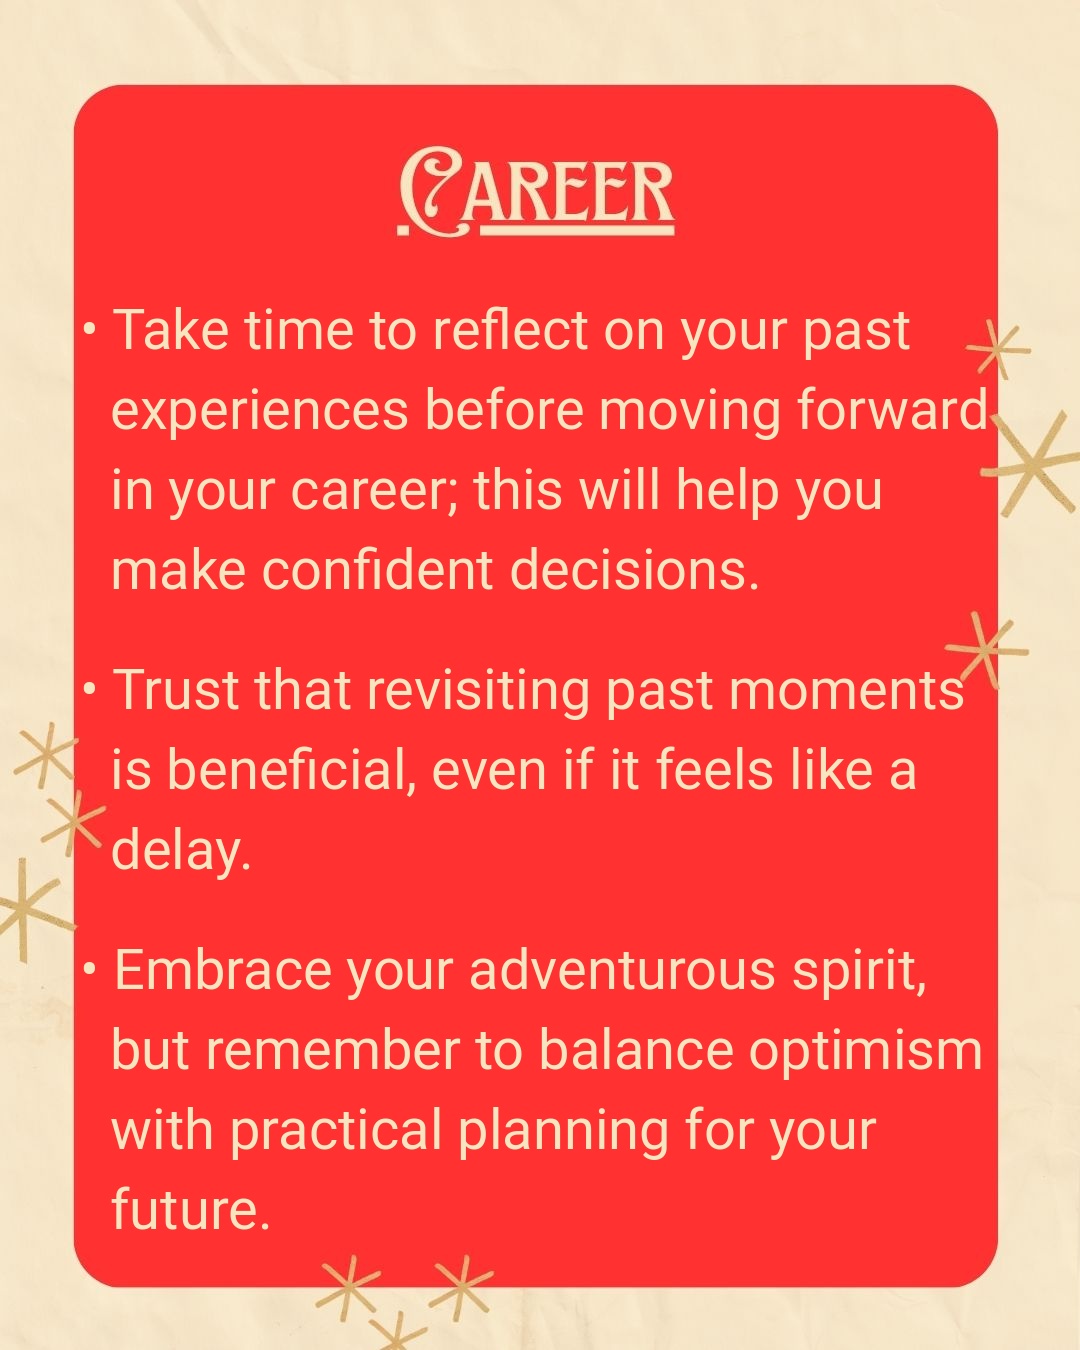 Career
• Take time to reflect on your past
experiences before moving forward
in your career; this will help you
make confident decisions.
• Trust that revisiting past moments
is beneficial, even if it feels like a
delay.
• Embrace your adventurous spirit,
but remember to balance optimism
with practical planning for your
future.